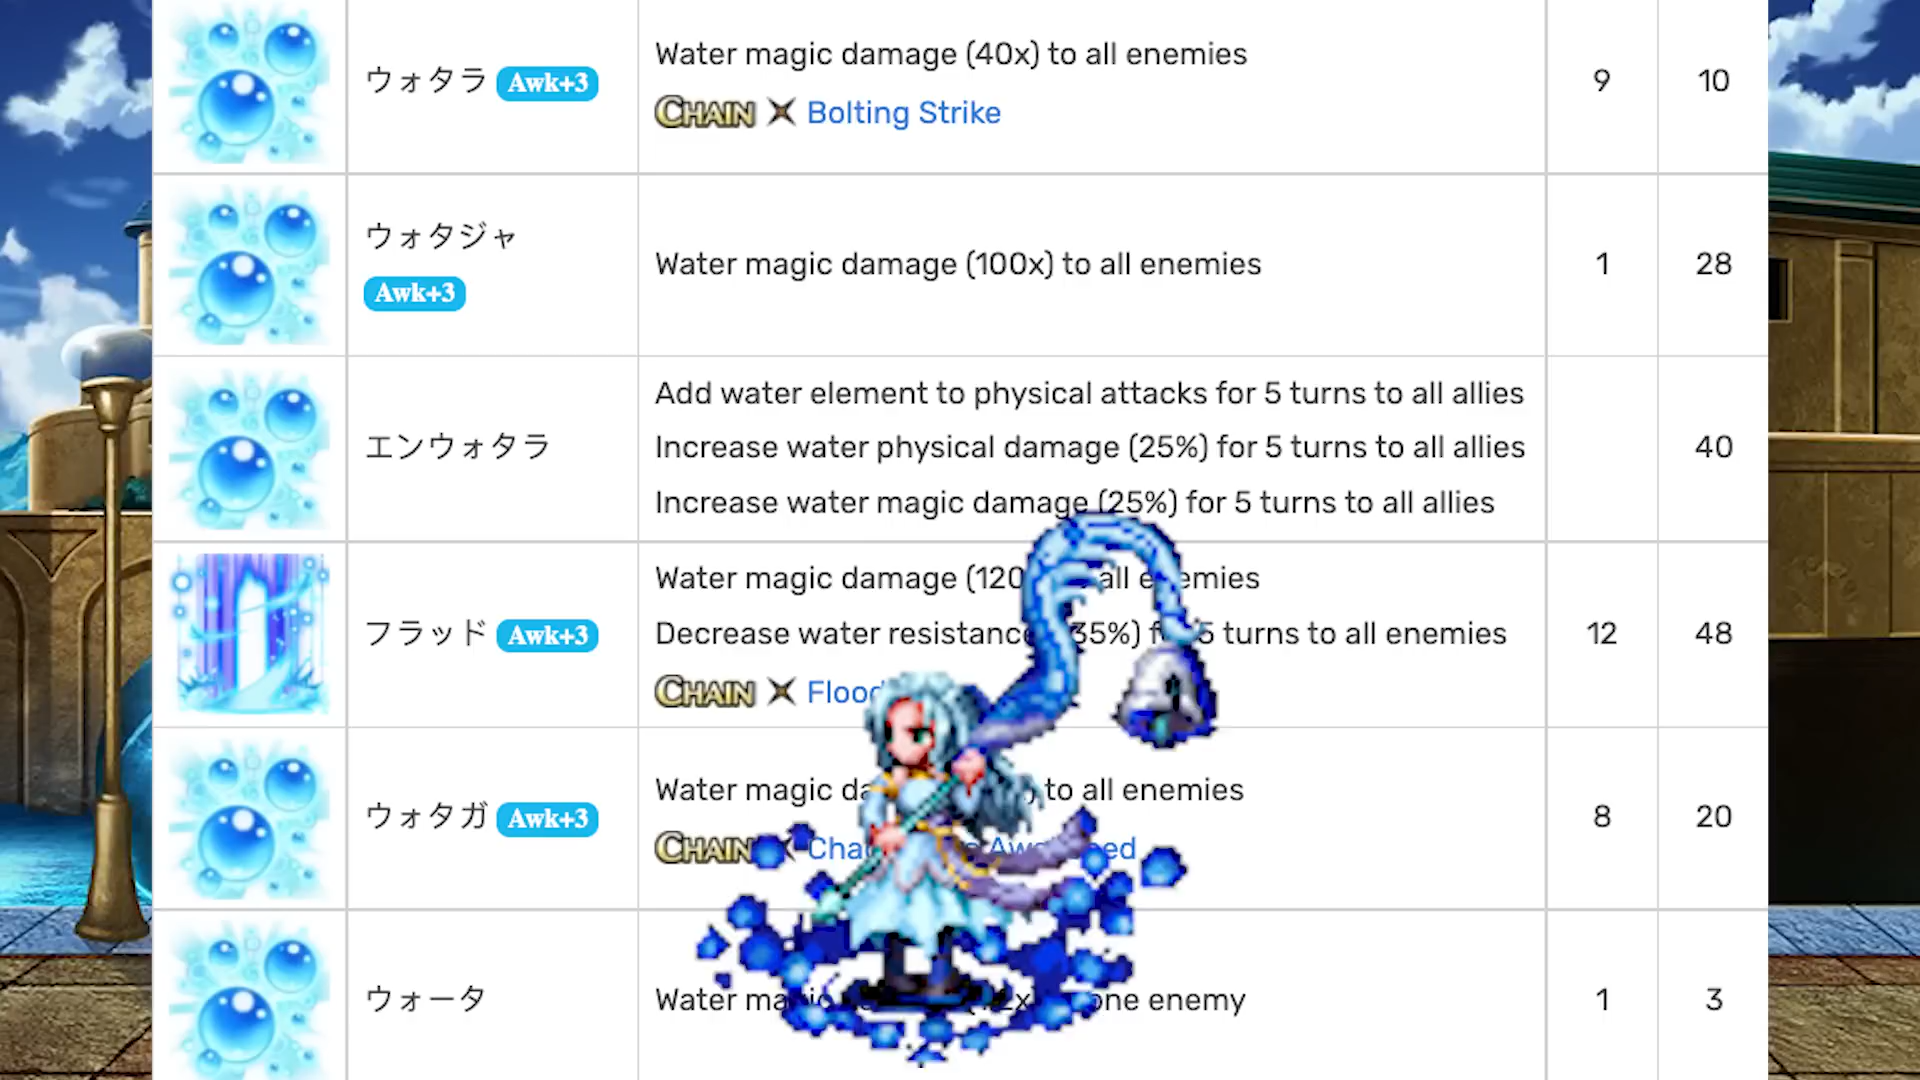 ウォタラ Awk+3
Water magic damage (40x) to all enemies
CHAIN Bolting Strike
9
10
ウォタジャ
Awk+3
Water magic damage (100x) to all enemies
1
28
エンウォタラ
Add water element to physical attacks for 5 turns to all allies
Increase water physical damage (25%) for 5 turns to all allies
Increase water magic damage (25%) for 5 turns to all allies
40
フラッド Awk+3
Water magic damage (120 all enemies
Decrease water resistance 35%) for 5 turns to all enemies
CHAIN Flood
12
48
ウォタガ Awk+3
Water magic to all enemies
CHAIN
8
20
ウォータ
Water magic one enemy
1
3